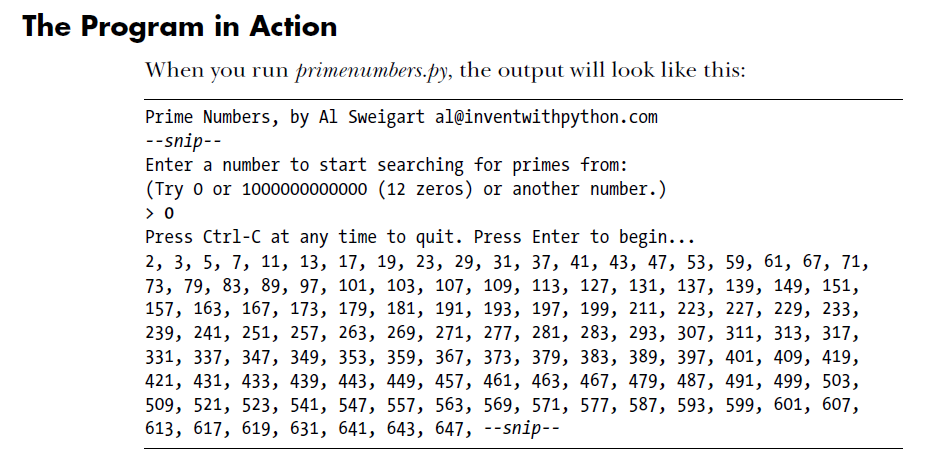 The Program in Action
When you run primenumbers.py, the output will look like this:
Prime Numbers, by Al Sweigart al@inventwithpython.com
--snip--
Enter a number to start searching for primes from:
(Try 0 or 1000000000000 (12 zeros) or another number.)
> 0
Press Ctrl-C at any time to quit. Press Enter to begin...
2, 3, 5, 7, 11, 13, 17, 19, 23, 29, 31, 37, 41, 43, 47, 53, 59, 61, 67, 71,
73, 79, 83, 89, 97, 101, 103, 107, 109, 113, 127, 131, 137, 139, 149, 151,
157, 163, 167, 173, 179, 181, 191, 193, 197, 199, 211, 223, 227, 229, 233,
239, 241, 251, 257, 263, 269, 271, 277, 281, 283, 293, 307, 311, 313, 317,
331, 337, 347, 349, 353, 359, 367, 373, 379, 383, 389, 397, 401, 409, 419,
421, 431, 433, 439, 443, 449, 457, 461, 463, 467, 479, 487, 491, 499, 503,
509, 521, 523, 541, 547, 557, 563, 569, 571, 577, 587, 593, 599, 601, 607,
613, 617, 619, 631, 641, 643, 647, --snip--